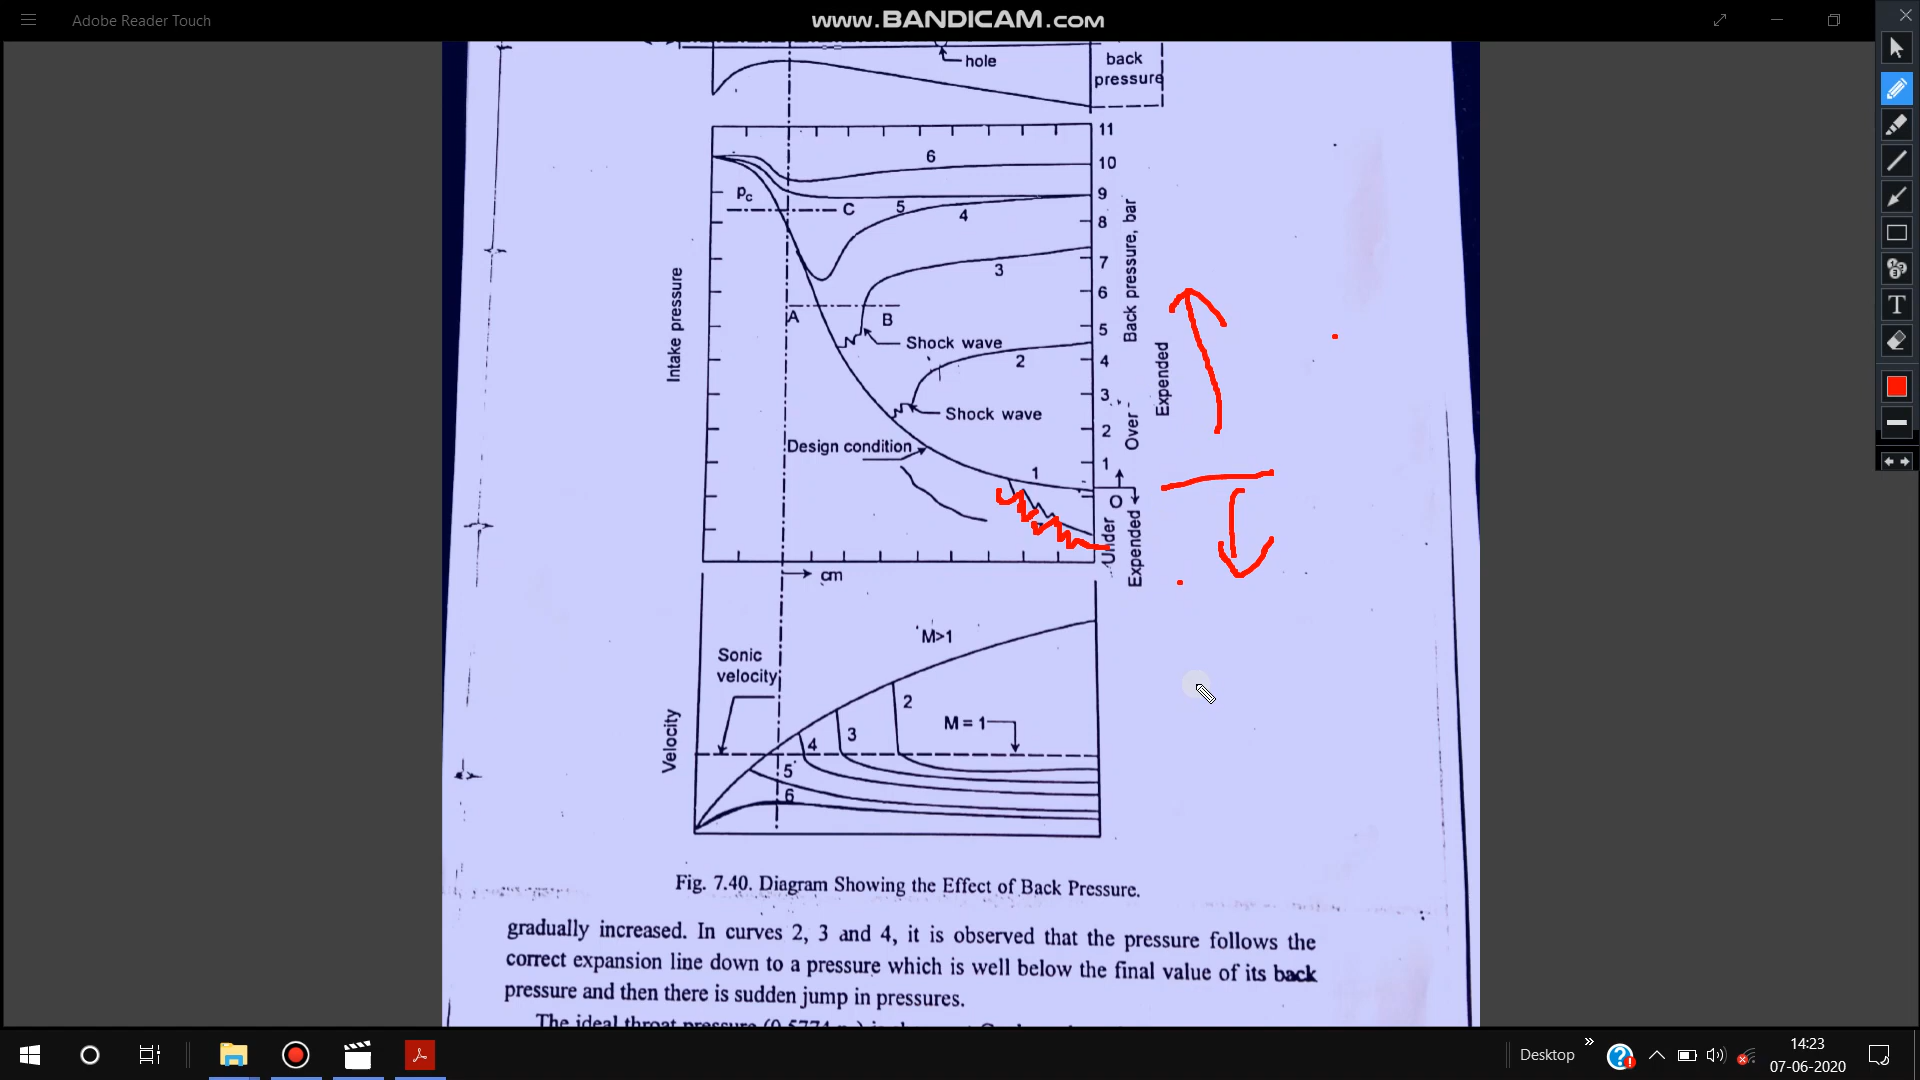 Adobe Reader Touch
www.BANDICAM.com
hole
back
pressure
11
10
9
8
7
6
5
4
3
2
1
O
Back pressure, bar
Over -
Expended
Under
Expended
Intake pressure
6
Pc
C
5
4
3
A
B
Shock wave
2
Shock wave
Design condition
1
cm
M>1
Sonic
velocity
2
M = 1
3
4
5
6
Velocity
Fig. 7.40. Diagram Showing the Effect of Back Pressure.
gradually increased. In curves 2, 3 and 4, it is observed that the pressure follows the
correct expansion line down to a pressure which is well below the final value of its back
pressure and then there is sudden jump in pressures.
The ideal throat pressure (0.5774
Desktop
14:23
07-06-2020